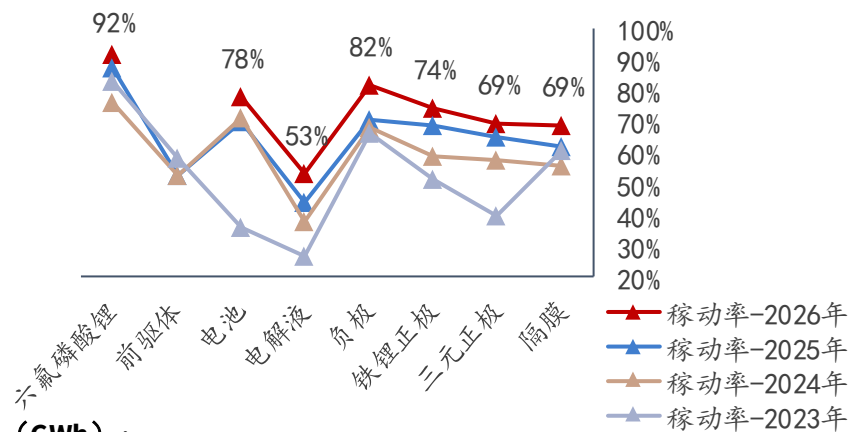 92%
78%
53%
82%
74%
69%
69%
100%
90%
80%
70%
60%
50%
40%
30%
20%
六氟磷酸锂
前驱体
电池
电解液
负极
铁锂正极
三元正极
隔膜
稼动率-2026年
稼动率-2025年
稼动率-2024年
稼动率-2023年
(GWh)